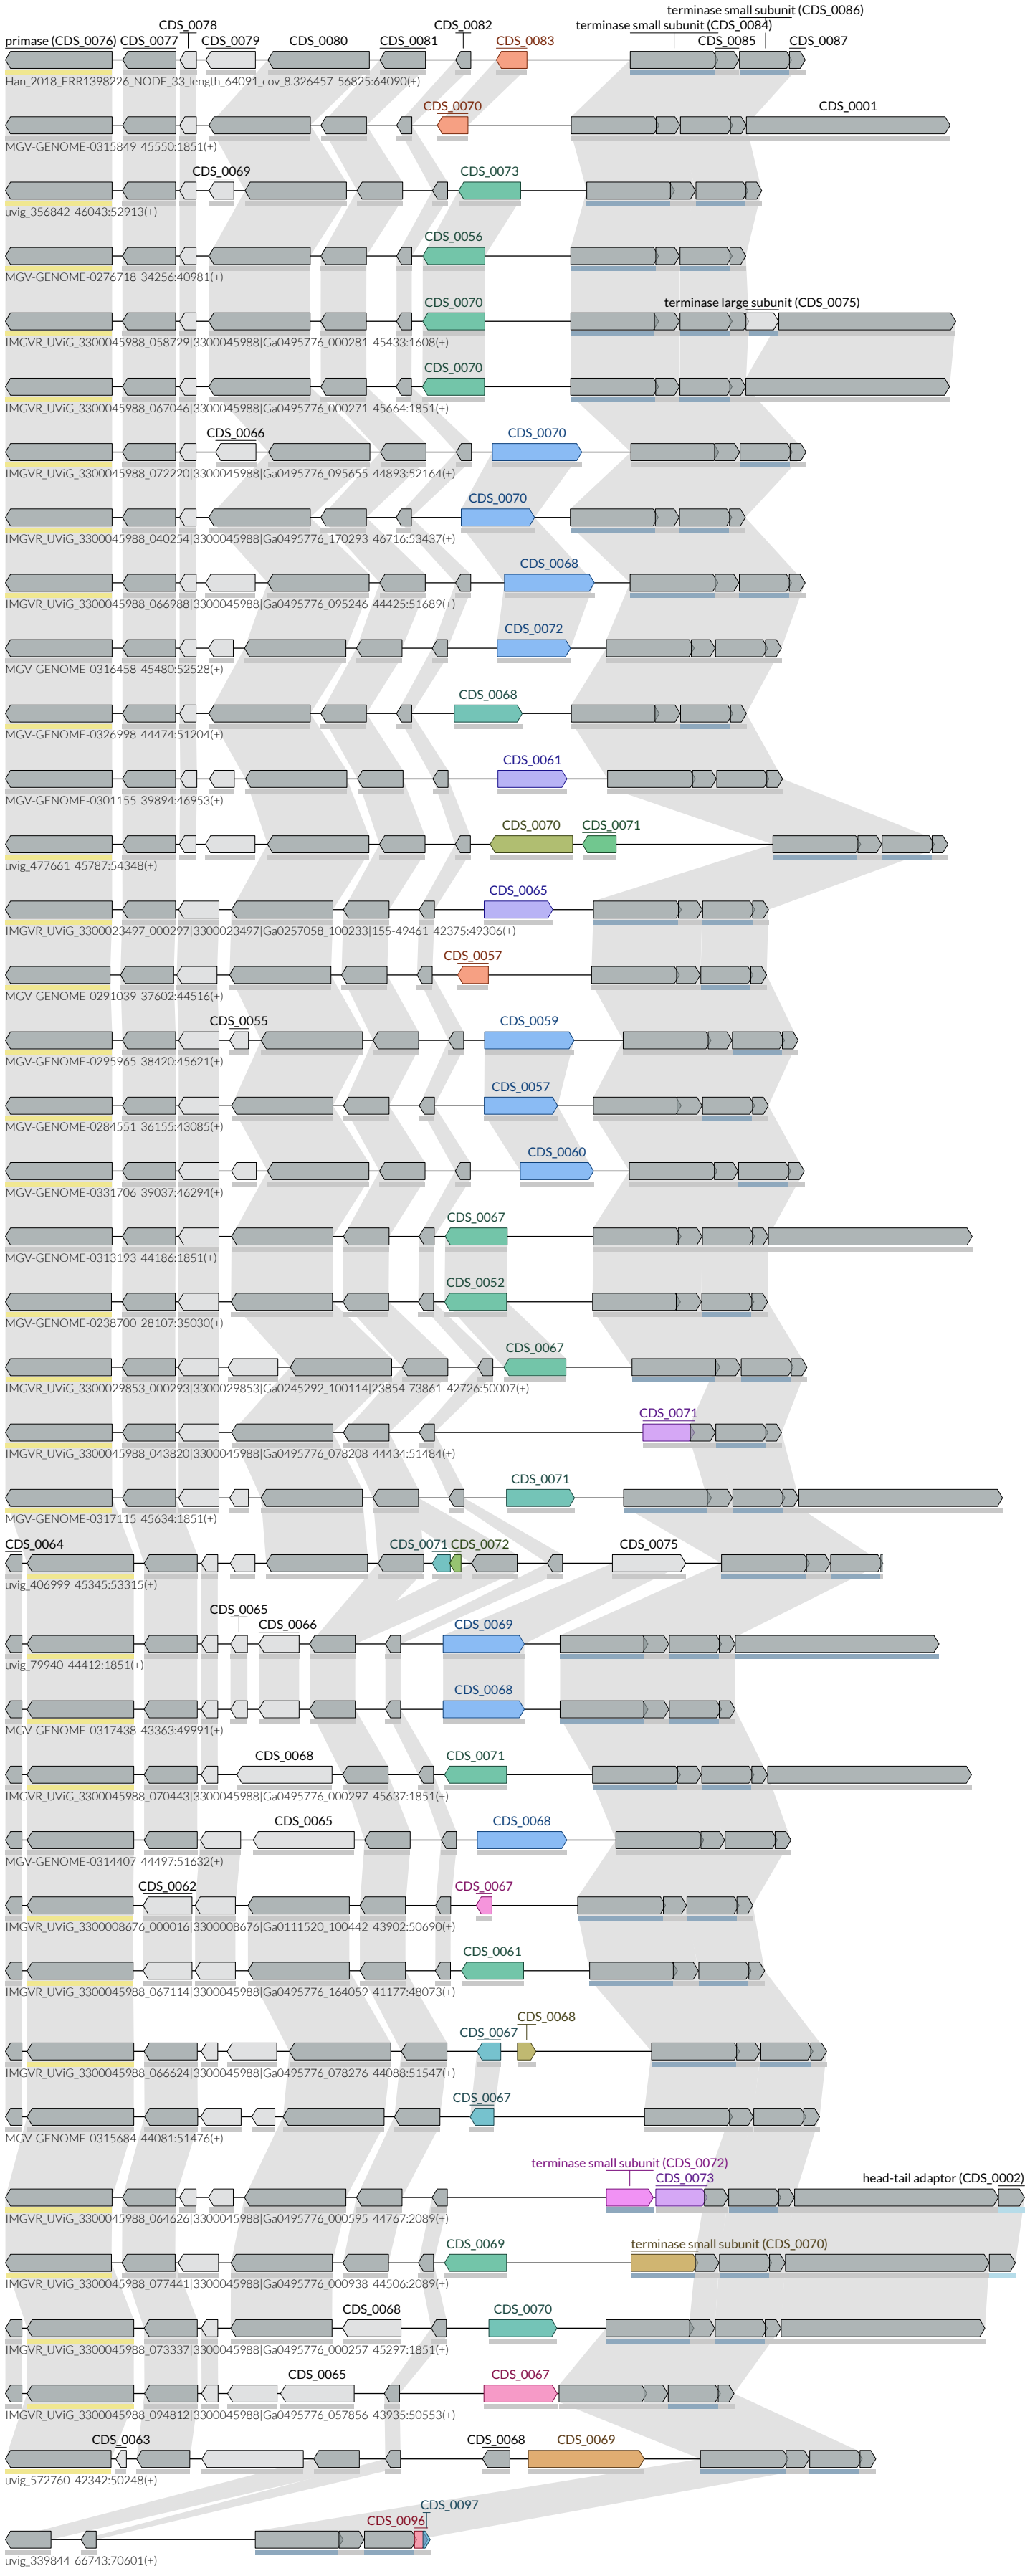 terminase small subunit (CDS_0086)
CDS_0078 CDS_0082 terminase small subunit (CDS_0084)
primase (CDS_0076) CDS_0077 CDS_0079 CDS_0080 CDS_0081 CDS_0083 CDS_0085 CDS_0087
Han_2018_ERR1398226_NODE_33_length_64091_cov_8.326457 56825:64090(+)
CDS_0070 CDS_0001
MGV-GENOME-0315849 45550:1851(+)
CDS_0069 CDS_0073
uvig_356842 46043:52913(+)
CDS_0056
MGV-GENOME-0276718 34256:40981(+)
CDS_0070 terminase large subunit (CDS_0075)
IMGVR_UViG_3300045988_058729|3300045988|Ga0495776_000281 45433:1608(+)
CDS_0070
IMGVR_UViG_3300045988_067046|3300045988|Ga0495776_000271 45664:1851(+)
CDS_0066 CDS_0070
IMGVR_UViG_3300045988_072220|3300045988|Ga0495776_095655 44893:52164(+)
CDS_0070
IMGVR_UViG_3300045988_040254|3300045988|Ga0495776_170293 46716:53437(+)
CDS_0068
IMGVR_UViG_3300045988_066988|3300045988|Ga0495776_095246 44425:51689(+)
CDS_0072
MGV-GENOME-0316458 45480:52528(+)
CDS_0068
MGV-GENOME-0326998 44474:51204(+)
CDS_0061
MGV-GENOME-0301155 39894:46953(+)
CDS_0070 CDS_0071
uvig_477661 45787:54348(+)
CDS_0065
IMGVR_UViG_3300023497_000297|3300023497|Ga0257058_100233|155-49461 42375:49306(+)
CDS_0057
MGV-GENOME-0291039 37602:44516(+)
CDS_0055 CDS_0059
MGV-GENOME-0295965 38420:45621(+)
CDS_0057
MGV-GENOME-0284551 36155:43085(+)
CDS_0060
MGV-GENOME-0331706 39037:46294(+)
CDS_0067
MGV-GENOME-0313193 44186:1851(+)
CDS_0052
MGV-GENOME-0238700 28107:35030(+)
CDS_0067
IMGVR_UViG_3300029853_000293|3300029853|Ga0245292_100114|23854-73861 42726:50007(+)
CDS_0071
IMGVR_UViG_3300045988_043820|3300045988|Ga0495776_078208 44434:51484(+)
CDS_0071
MGV-GENOME-0317115 45634:1851(+)
CDS_0064 CDS_0071 CDS_0072 CDS_0075
uvig_406999 45345:53315(+)
CDS_0065 CDS_0066 CDS_0069
uvig_79940 44412:1851(+)
CDS_0068
MGV-GENOME-0317438 43363:49991(+)
CDS_0068 CDS_0071
IMGVR_UViG_3300045988_070443|3300045988|Ga0495776_000297 45637:1851(+)
CDS_0065 CDS_0068
MGV-GENOME-0314407 44497:51632(+)
CDS_0062 CDS_0067
IMGVR_UViG_3300008676_000016|3300008676|Ga0111520_100442 43902:50690(+)
CDS_0061
IMGVR_UViG_3300045988_067114|3300045988|Ga0495776_164059 41177:48073(+)
CDS_0067 CDS_0068
IMGVR_UViG_3300045988_066624|3300045988|Ga0495776_078276 44088:51547(+)
CDS_0067
MGV-GENOME-0315684 44081:51476(+)
terminase small subunit (CDS_0072)
CDS_0073 head-tail adaptor (CDS_0002)
IMGVR_UViG_3300045988_064626|3300045988|Ga0495776_000595 44767:2089(+)
CDS_0069 terminase small subunit (CDS_0070)
IMGVR_UViG_3300045988_077441|3300045988|Ga0495776_000938 44506:2089(+)
CDS_0068 CDS_0070
IMGVR_UViG_3300045988_073337|3300045988|Ga0495776_000257 45297:1851(+)
CDS_0065 CDS_0067
IMGVR_UViG_3300045988_094812|3300045988|Ga0495776_057856 43935:50553(+)
CDS_0063 CDS_0068 CDS_0069
uvig_572760 42342:50248(+)
CDS_0097
CDS_0096
uvig_339844 66743:70601(+)